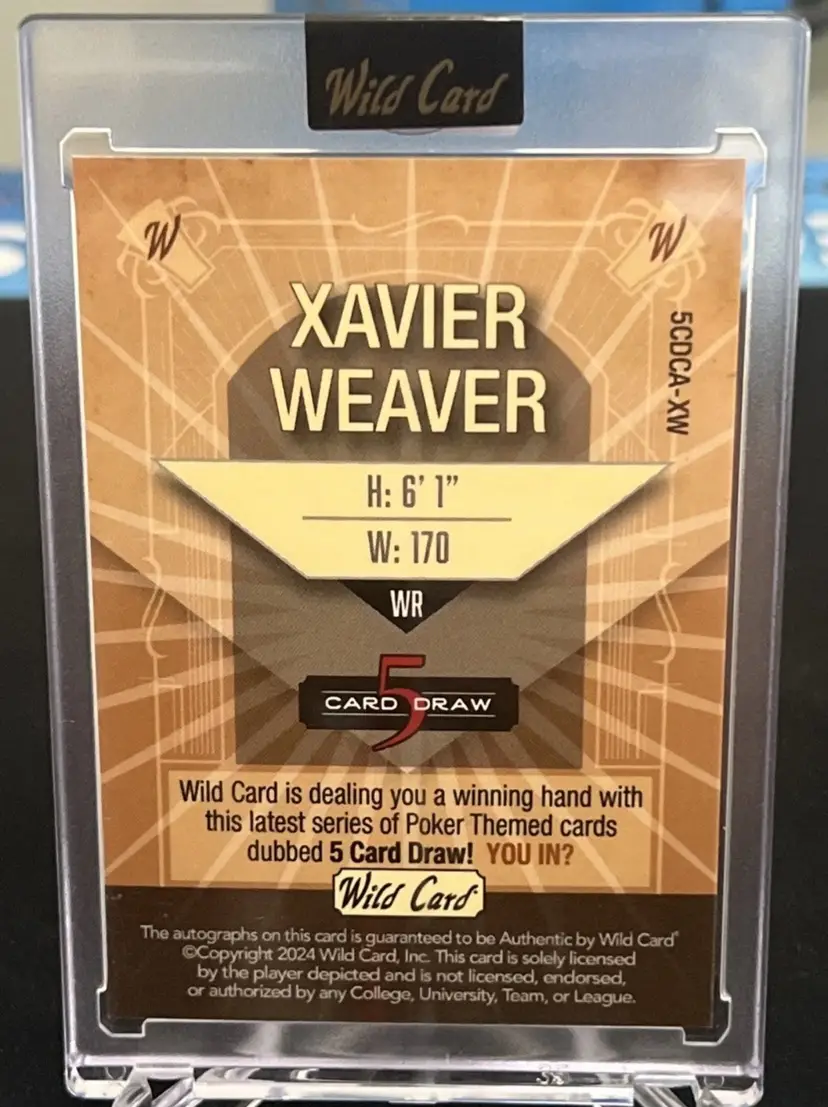 Wild Card
W
W
XAVIER
WEAVER
5CDCA-XW
H: 6' 1"
W: 170
WR
5
CARD DRAW
Wild Card is dealing you a winning hand with
this latest series of Poker Themed cards
dubbed 5 Card Draw! YOU IN?
Wild Card
The autographs on this card is guaranteed to be Authentic by Wild Card®
©Copyright 2024 Wild Card, Inc. This card is solely licensed
by the player depicted and is not licensed, endorsed,
or authorized by any College, University, Team, or League.